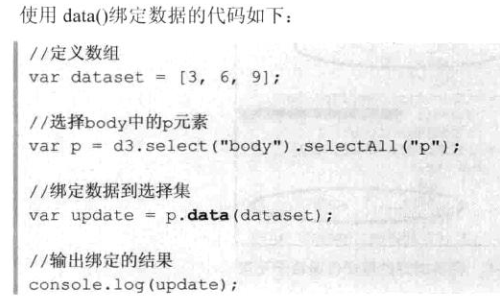 使用 data()绑定数据的代码如下：
//定义数组
var dataset = [3, 6, 9];
//选择body中的p元素
var p = d3.select("body").selectAll("p");
//绑定数据到选择集
var update = p.data(dataset);
//输出绑定的结果
console.log(update);